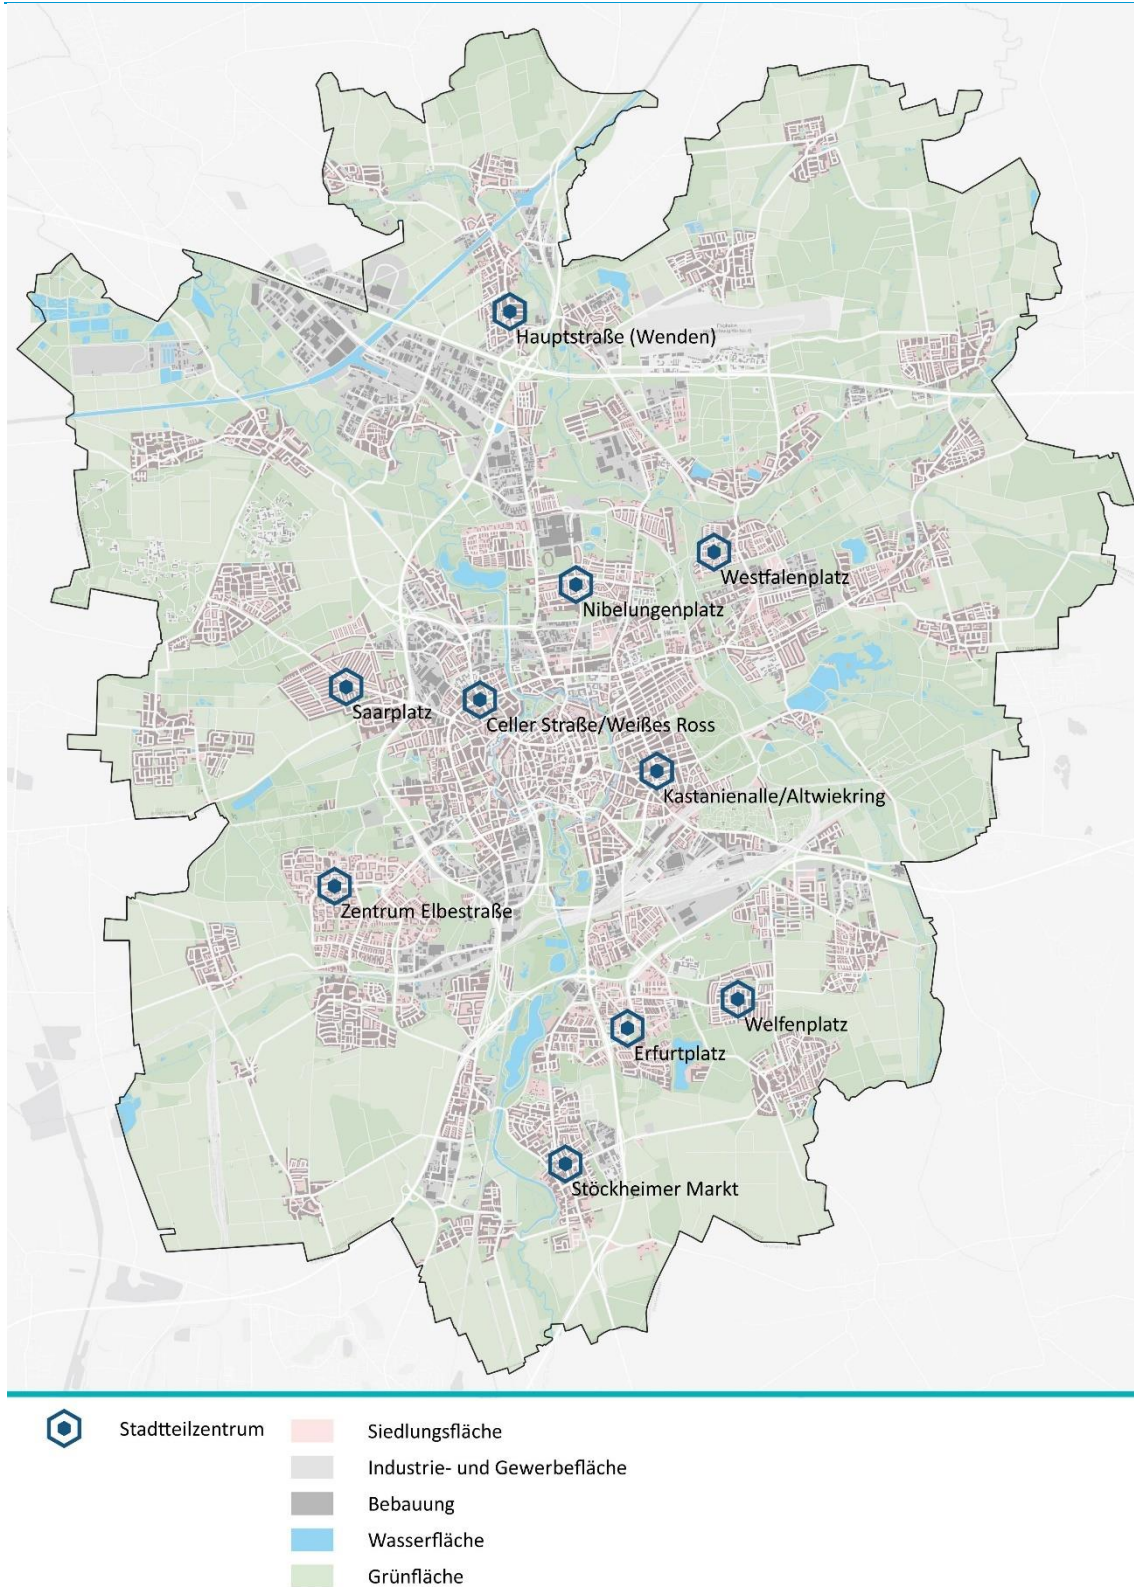 Hauptstraße (Wenden)
Westfalenplatz
Nibelungenplatz
Saarplatz
Celler Straße/Weißes Ross
Kastanienalle/Altwiekring
Zentrum Elbestraße
Welfenplatz
Erfurtplatz
Stöckheimer Markt
Stadtteilzentrum
Siedlungsfläche
Industrie- und Gewerbefläche
Bebauung
Wasserfläche
Grünfläche